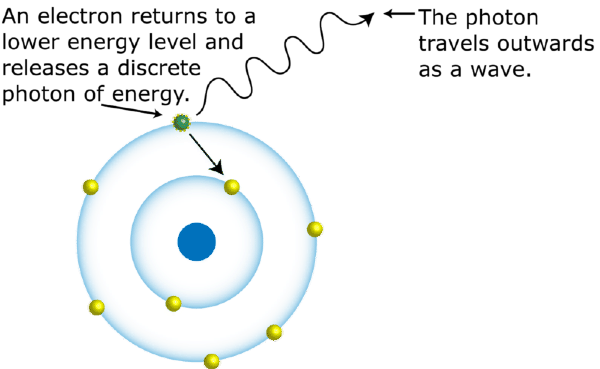 An electron returns to a
lower energy level and
releases a discrete
photon of energy.
The photon
travels outwards
as a wave.